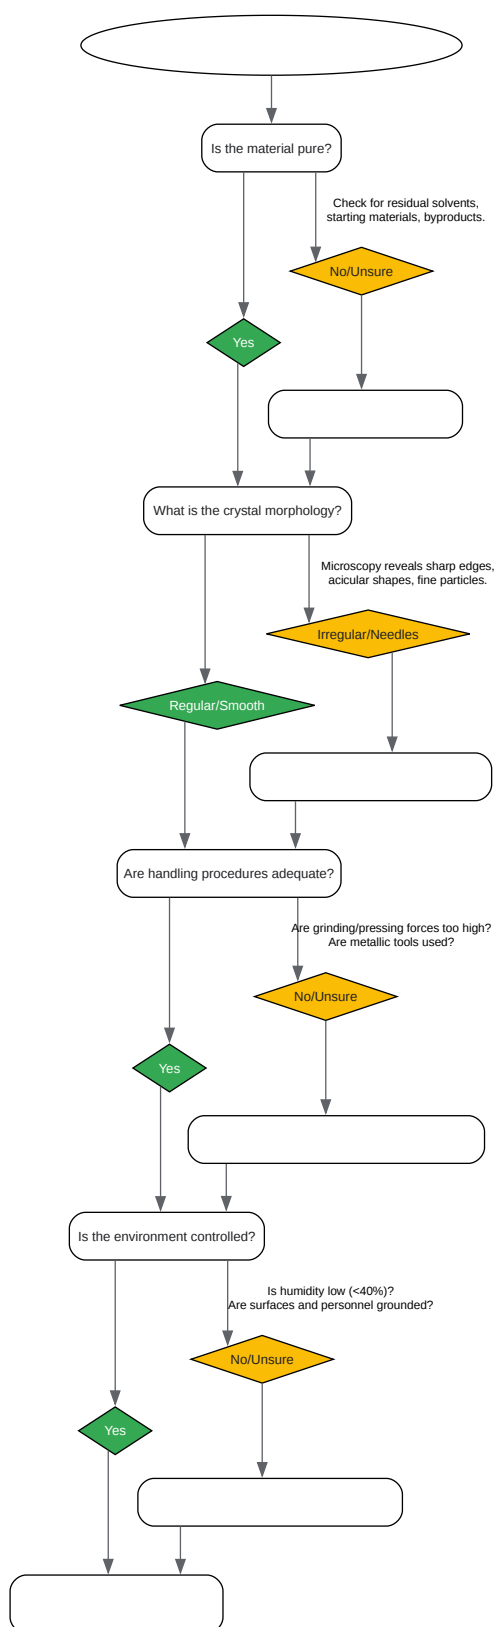 Is the material pure?
Check for residual solvents,
starting materials, byproducts.
No/Unsure
Yes
What is the crystal morphology?
Microscopy reveals sharp edges,
acicular shapes, fine particles.
Irregular/Needles
Regular/Smooth
Are handling procedures adequate?
Are grinding/pressing forces too high?
Are metallic tools used?
No/Unsure
Yes
Is the environment controlled?
Is humidity low (<40%)?
Are surfaces and personnel grounded?
No/Unsure
Yes